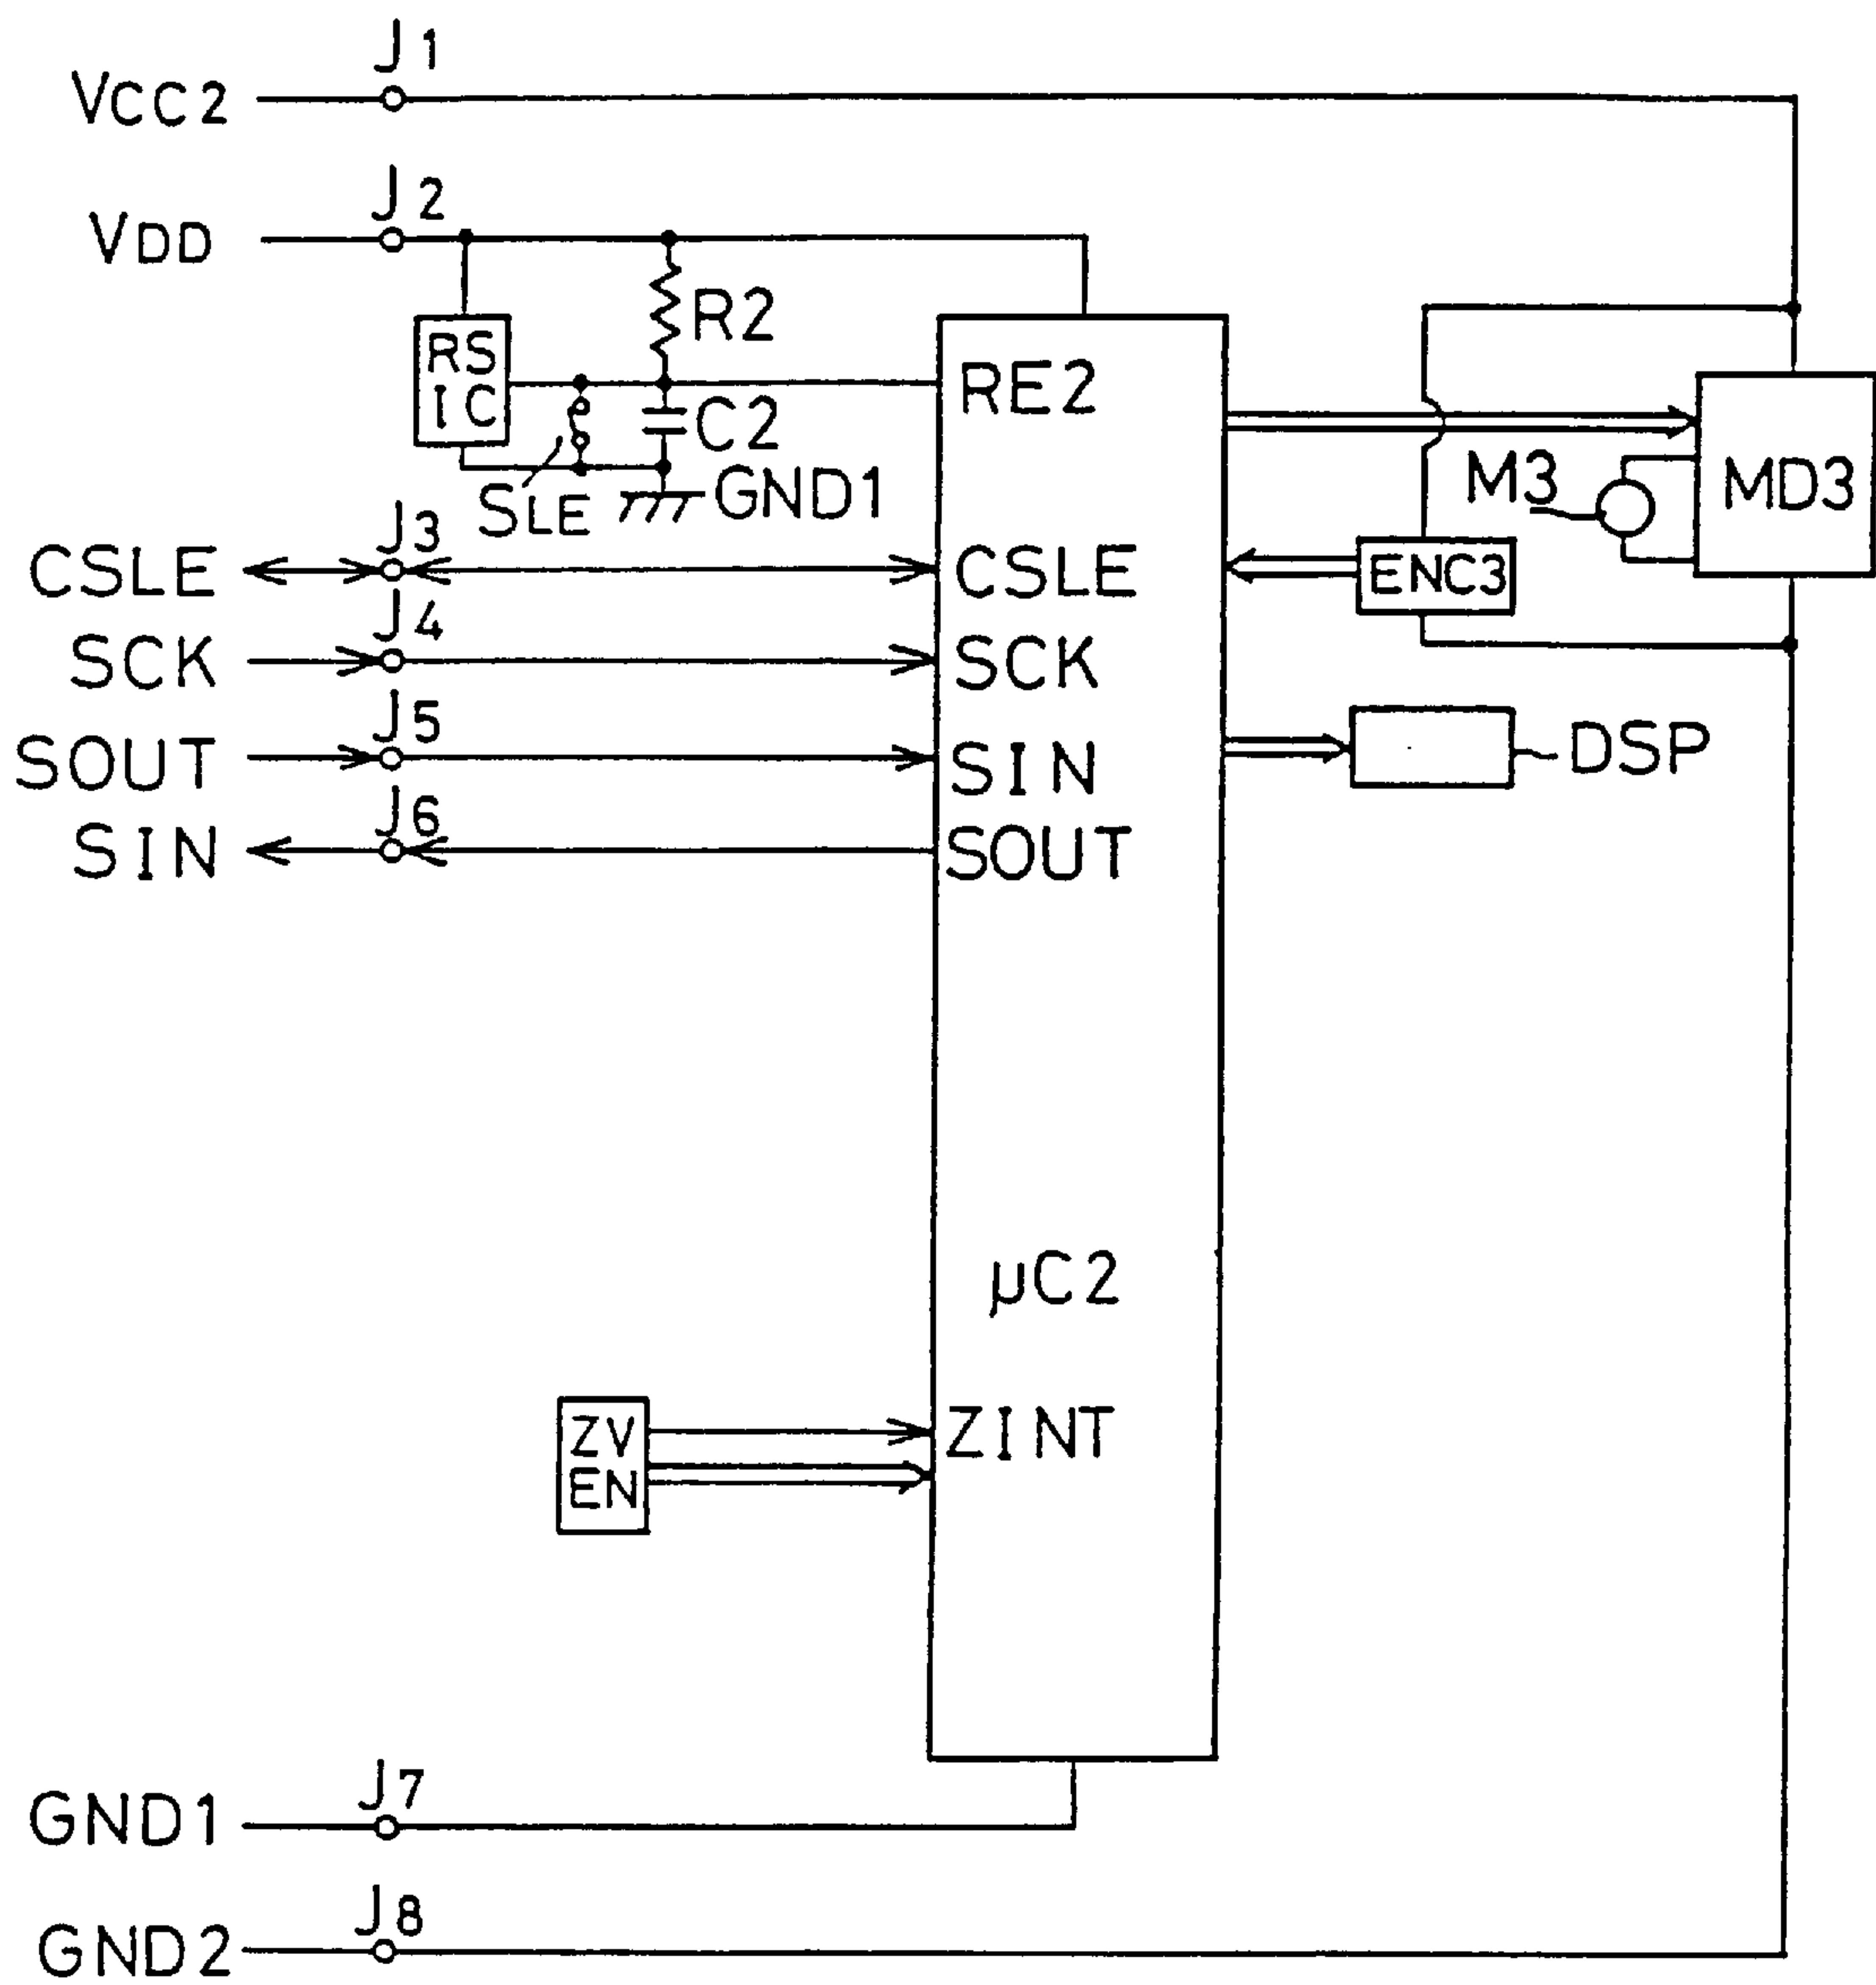 J1
VCC2
J2
VDD
R2
RS
IC
RE2
C2
M3
MD3
SLE
GND1
J3
CSLE
CSLE
ENC3
J4
SCK
SCK
J5
SOUT
SIN
DSP
J6
SIN
SOUT
µC2
ZV
EN
ZINT
J7
GND1
J8
GND2